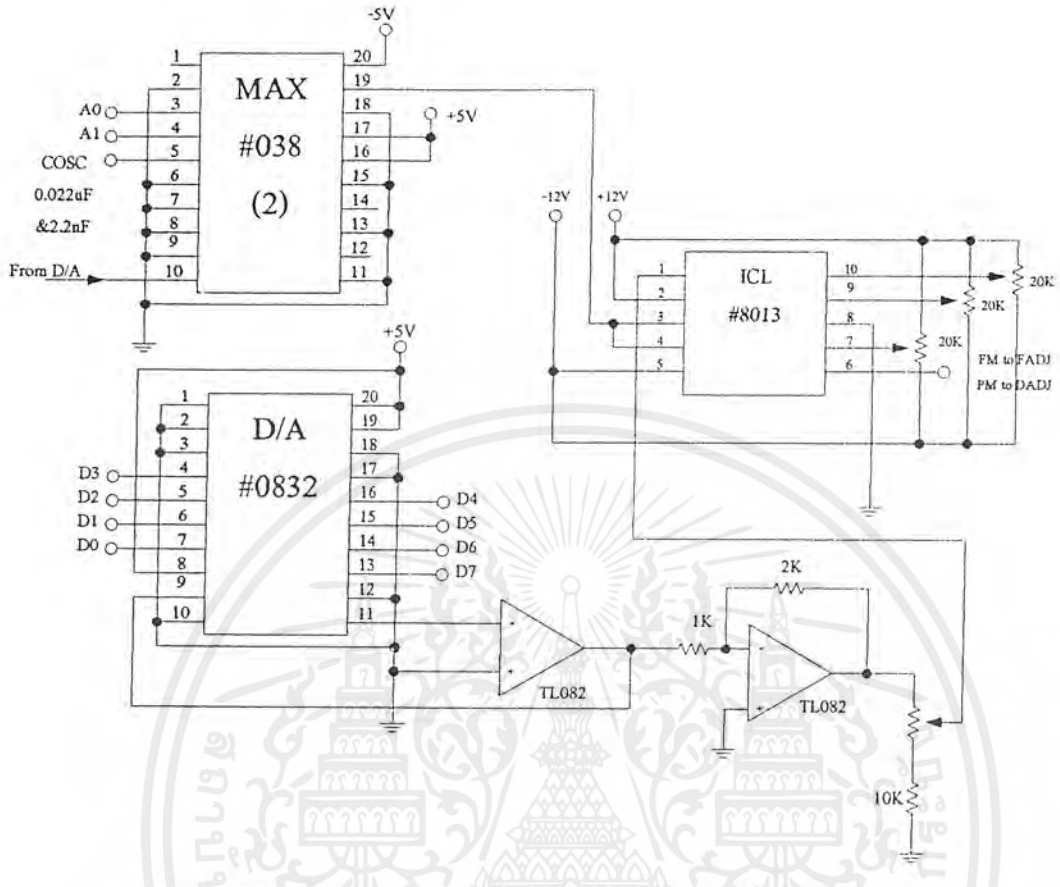 -5V
1
2
3
4
5
6
7
8
9
10
MAX
#038
(2)
20
19
18
17
16
15
14
13
12
11
A0
A1
COSC
0.022uF
&2.2nF
From D/A
+5V
-12V
+12V
1
2
3
4
5
ICL
#8013
10
9
8
7
6
20K
20K
20K
FM to FADJ
PM to DADJ
+5V
1
2
3
4
5
6
7
8
9
10
D/A
#0832
20
19
18
17
16
15
14
13
12
11
D3
D2
D1
D0
D4
D5
D6
D7
-
+
TL082
1K
2K
-
+
TL082
10K